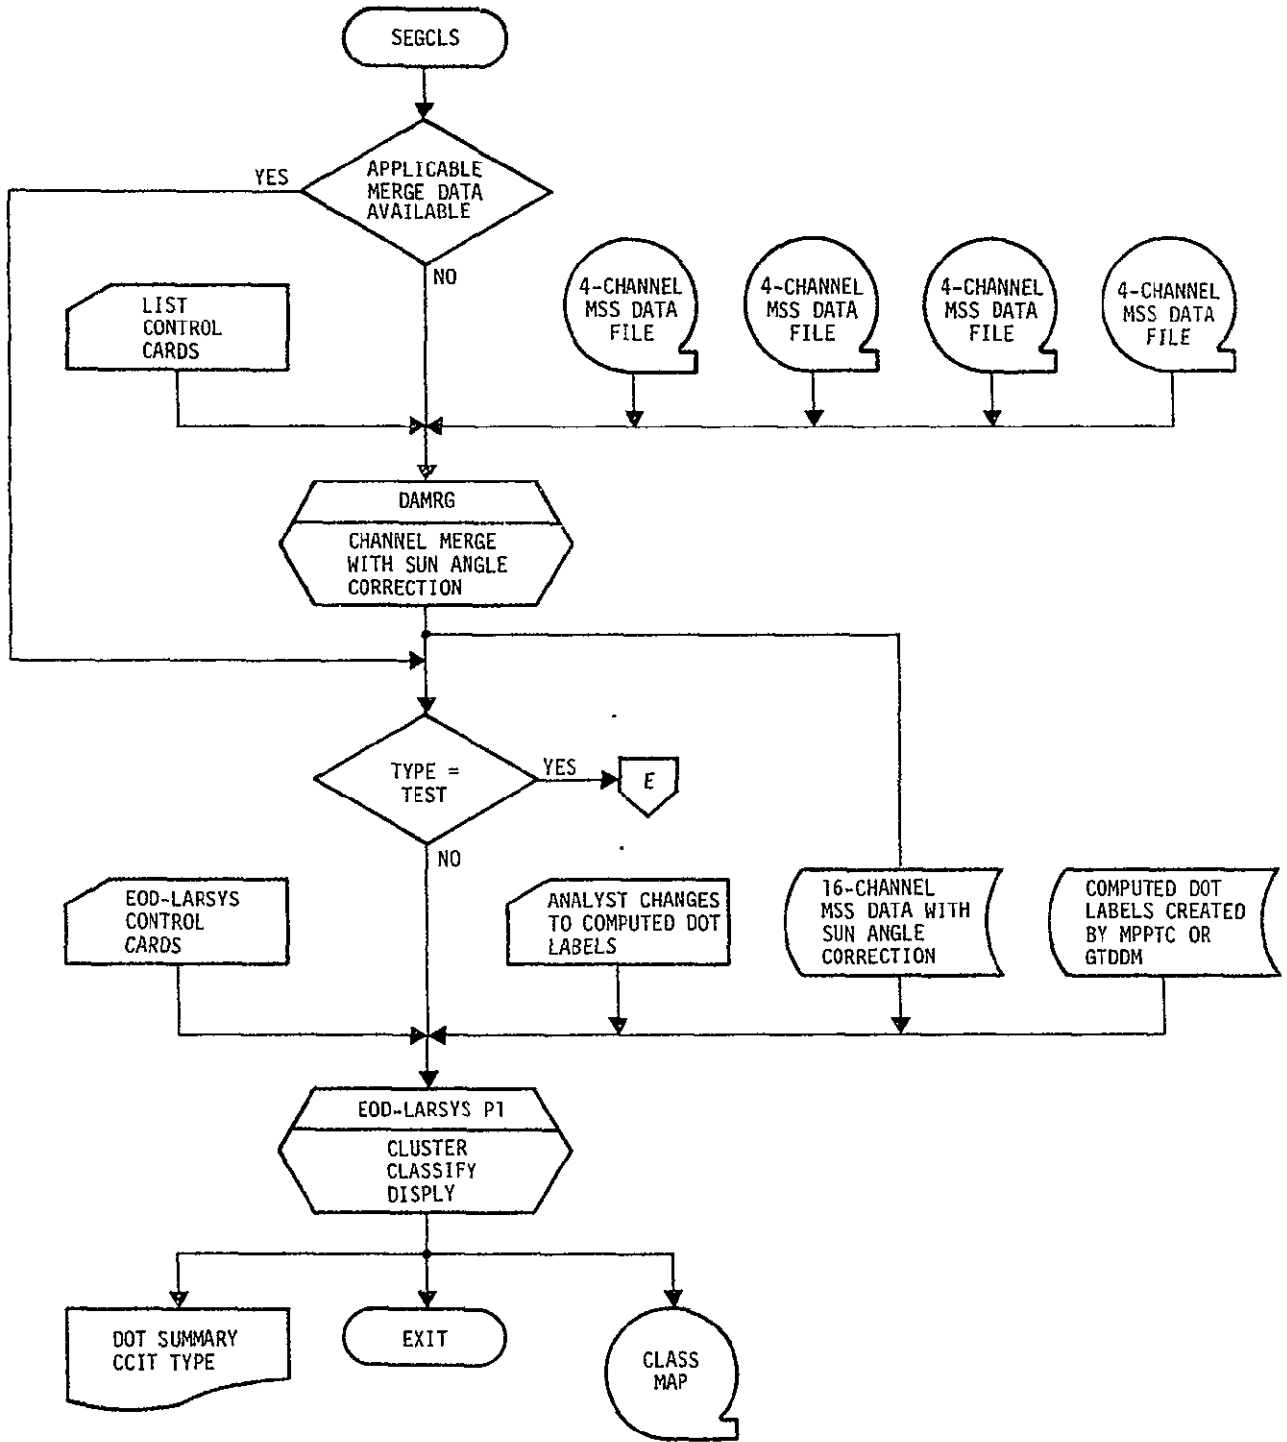 SEGCLS
APPLICABLE
MERGE DATA
AVAILABLE
YES
NO
LIST
CONTROL
CARDS
4-CHANNEL
MSS DATA
FILE
4-CHANNEL
MSS DATA
FILE
4-CHANNEL
MSS DATA
FILE
4-CHANNEL
MSS DATA
FILE
DAMRG
CHANNEL MERGE
WITH SUN ANGLE
CORRECTION
TYPE =
TEST
YES
E
NO
EOD-LARSYS
CONTROL
CARDS
ANALYST CHANGES
TO COMPUTED DOT
LABELS
16-CHANNEL
MSS DATA WITH
SUN ANGLE
CORRECTION
COMPUTED DOT
LABELS CREATED
BY MPPTC OR
GTDDM
EOD-LARSYS P1
CLUSTER
CLASSIFY
DISPLY
DOT SUMMARY
CCIT TYPE
EXIT
CLASS
MAP